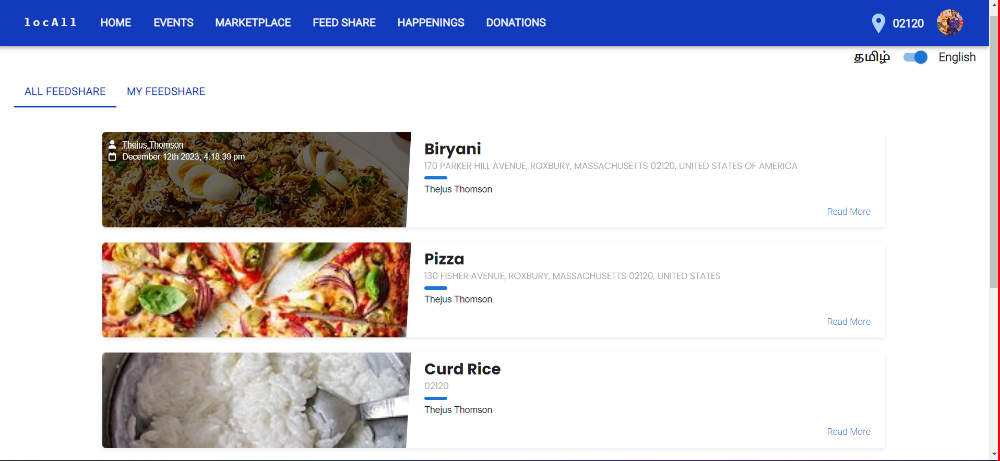 locAll HOME EVENTS MARKETPLACE FEED SHARE HAPPENINGS DONATIONS 02120
தமிழ் English
ALL FEEDSHARE MY FEEDSHARE
Thejus Thomson
December 12th 2023, 4:18:39 pm
Biryani
170 PARKER HILL AVENUE, ROXBURY, MASSACHUSETTS 02120, UNITED STATES OF AMERICA
Thejus Thomson
Read More
Pizza
130 FISHER AVENUE, ROXBURY, MASSACHUSETTS 02120, UNITED STATES
Thejus Thomson
Read More
Curd Rice
02120
Thejus Thomson
Read More